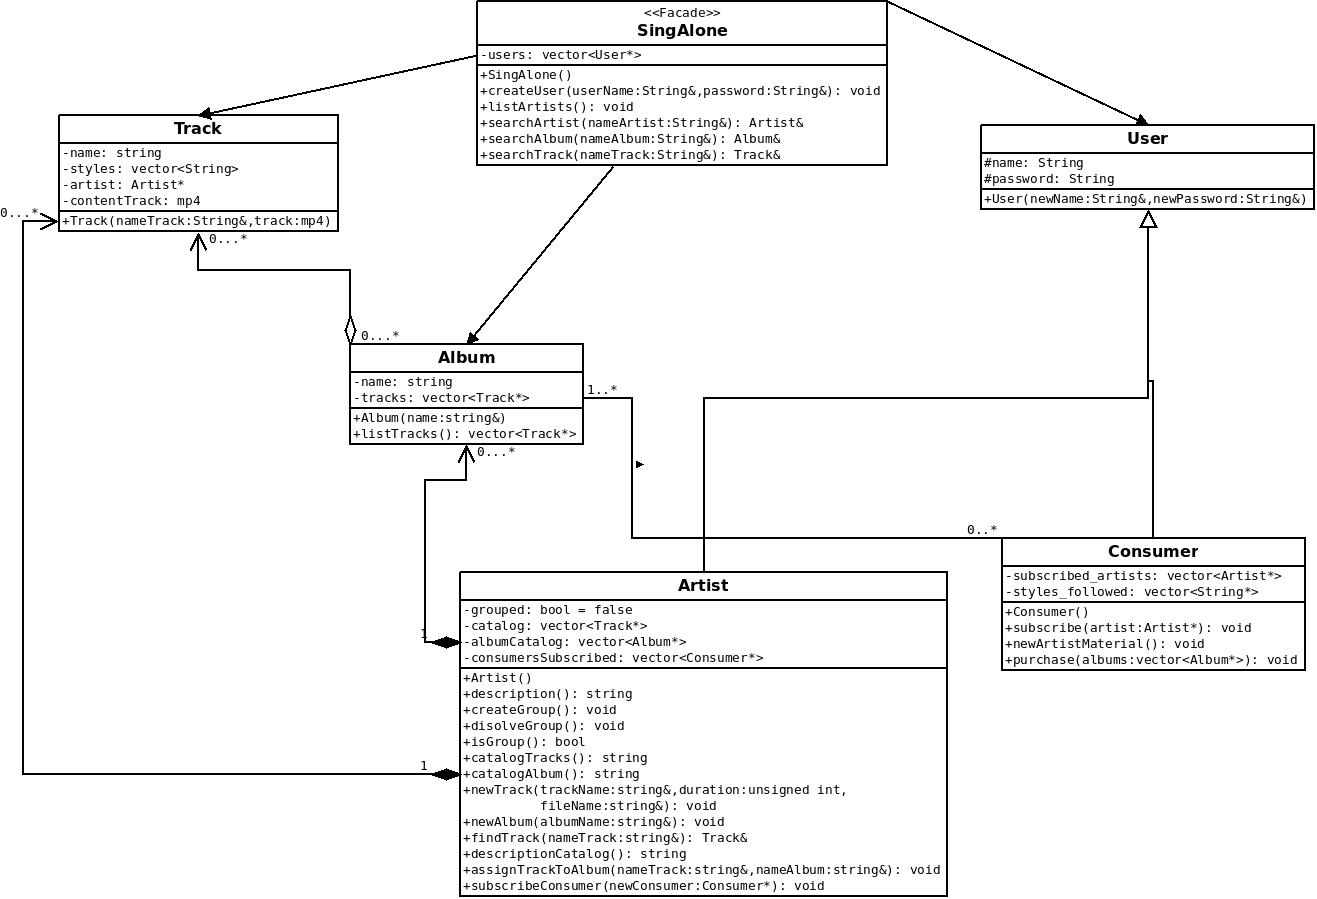 <<Facade>>
SingAlone
-users: vector<User*>
+SingAlone()
+createUser(userName:String&,password:String&): void
+listArtists(): void
+searchArtist(nameArtist:String&): Artist&
+searchAlbum(nameAlbum:String&): Album&
+searchTrack(nameTrack:String&): Track&
Track
-name: string
-styles: vector<String>
-artist: Artist*
-contentTrack: mp4
+Track(nameTrack:String&,track:mp4)
0...*
0...*
User
#name: String
#password: String
+User(newName:String&,newPassword:String&)
0...*
Album
-name: string
-tracks: vector<Track*>
+Album(name:string&)
+listTracks(): vector<Track*>
1..*
0...*
0..*
Consumer
-subscribed_artists: vector<Artist*>
-styles_followed: vector<String*>
+Consumer()
+subscribe(artist:Artist*): void
+newArtistMaterial(): void
+purchase(albums:vector<Album*>): void
Artist
-grouped: bool = false
-catalog: vector<Track*>
-albumCatalog: vector<Album*>
-consumersSubscribed: vector<Consumer*>
+Artist()
+description(): string
+createGroup(): void
+disolveGroup(): void
+isGroup(): bool
+catalogTracks(): string
+catalogAlbum(): string
+newTrack(trackName:string&,duration:unsigned int,
fileName:string&): void
+newAlbum(albumName:string&): void
+findTrack(nameTrack:string&): Track&
+descriptionCatalog(): string
+assignTrackToAlbum(nameTrack:string&,nameAlbum:string&): void
+subscribeConsumer(newConsumer:Consumer*): void
1
1